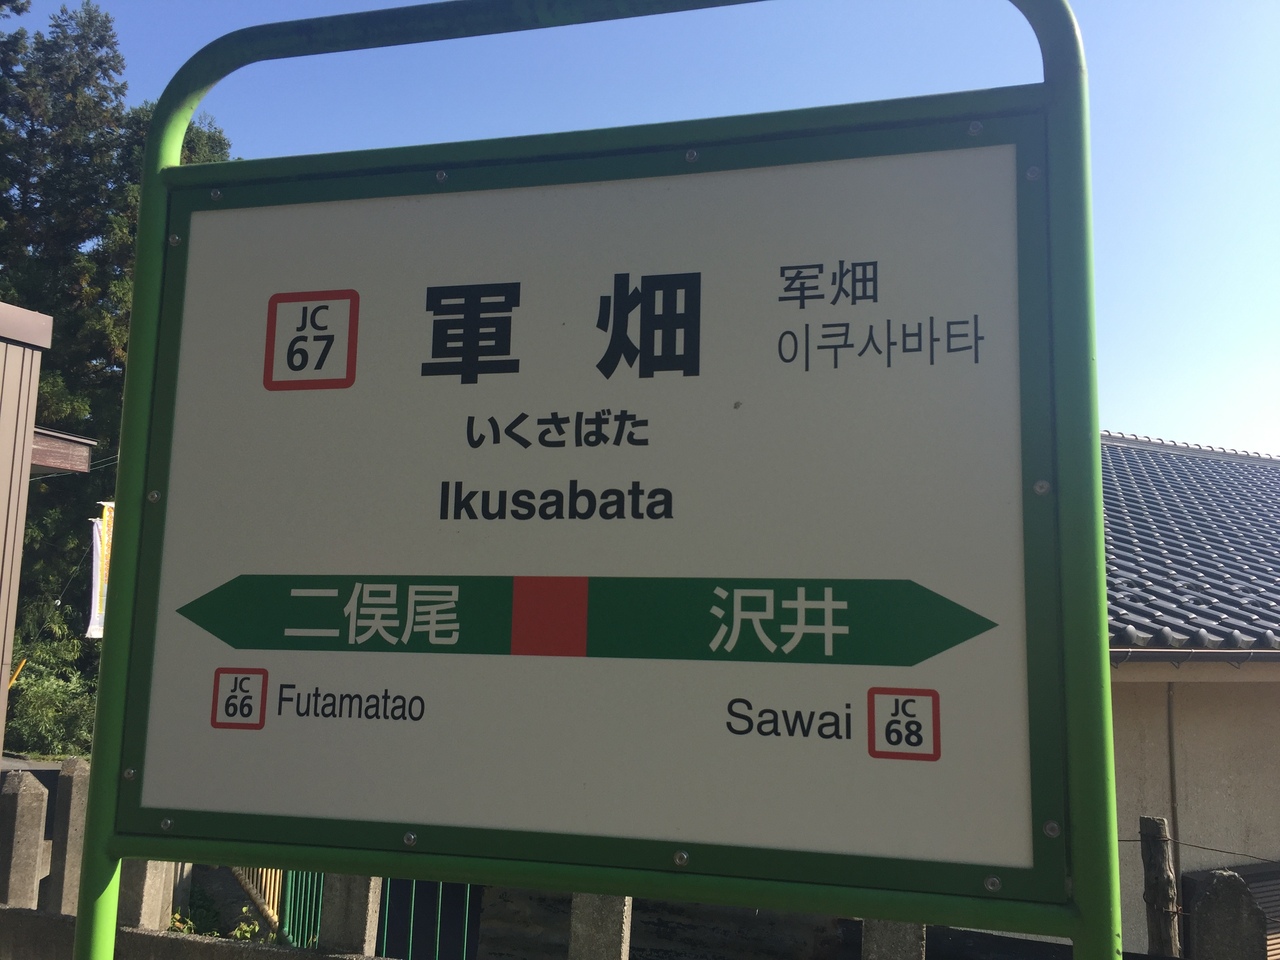 JC
67
軍畑
军畑
이쿠사바타
いくさばた
Ikusabata
二俣尾
沢井
JC
66
Futamatao
Sawai
JC
68